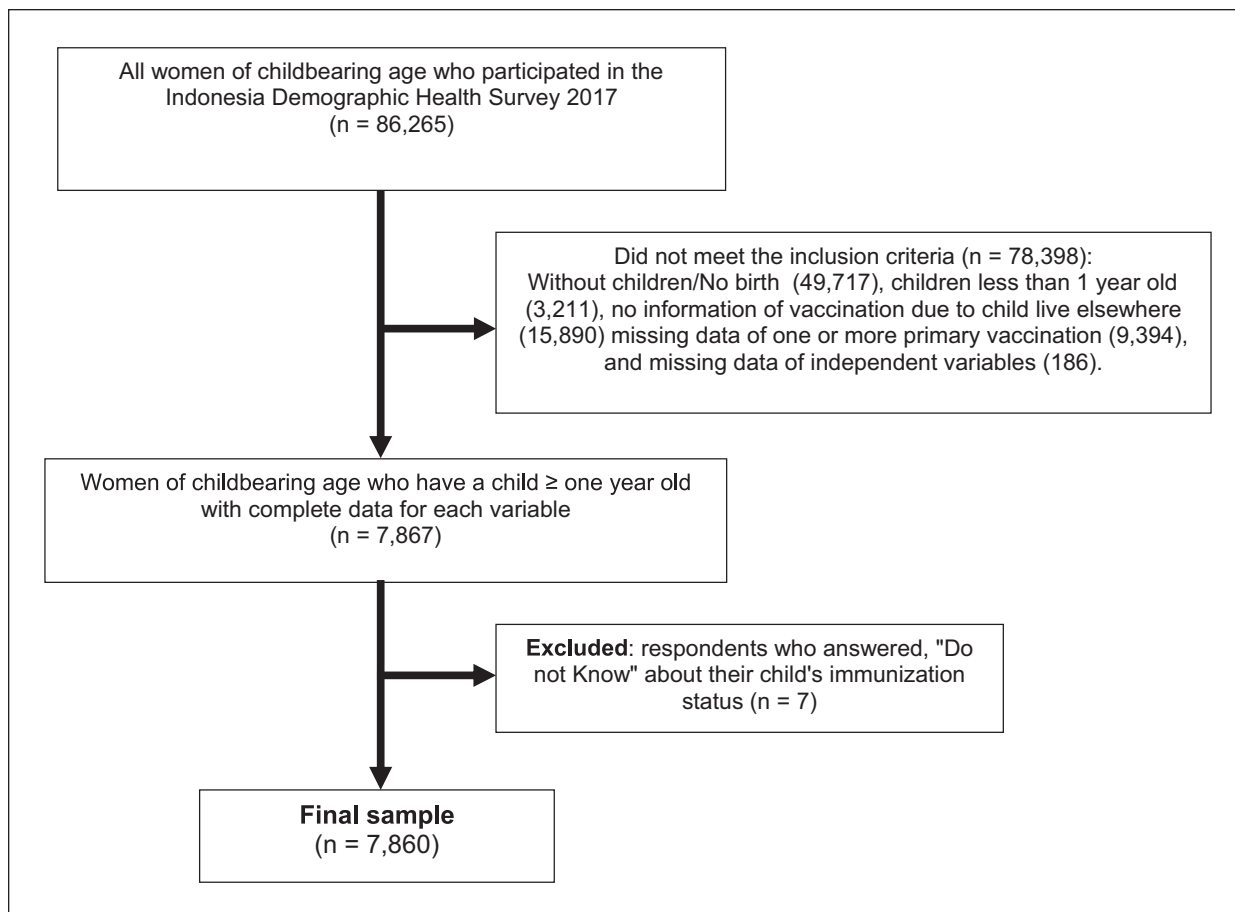 All women of childbearing age who participated in the
Indonesia Demographic Health Survey 2017
(n = 86,265)
Did not meet the inclusion criteria (n = 78,398):
Without children/No birth (49,717), children less than 1 year old
(3,211), no information of vaccination due to child live elsewhere
(15,890) missing data of one or more primary vaccination (9,394),
and missing data of independent variables (186).
Women of childbearing age who have a child ≥ one year old
with complete data for each variable
(n = 7,867)
Excluded: respondents who answered, "Do
not Know" about their child's immunization
status (n = 7)
Final sample
(n = 7,860)